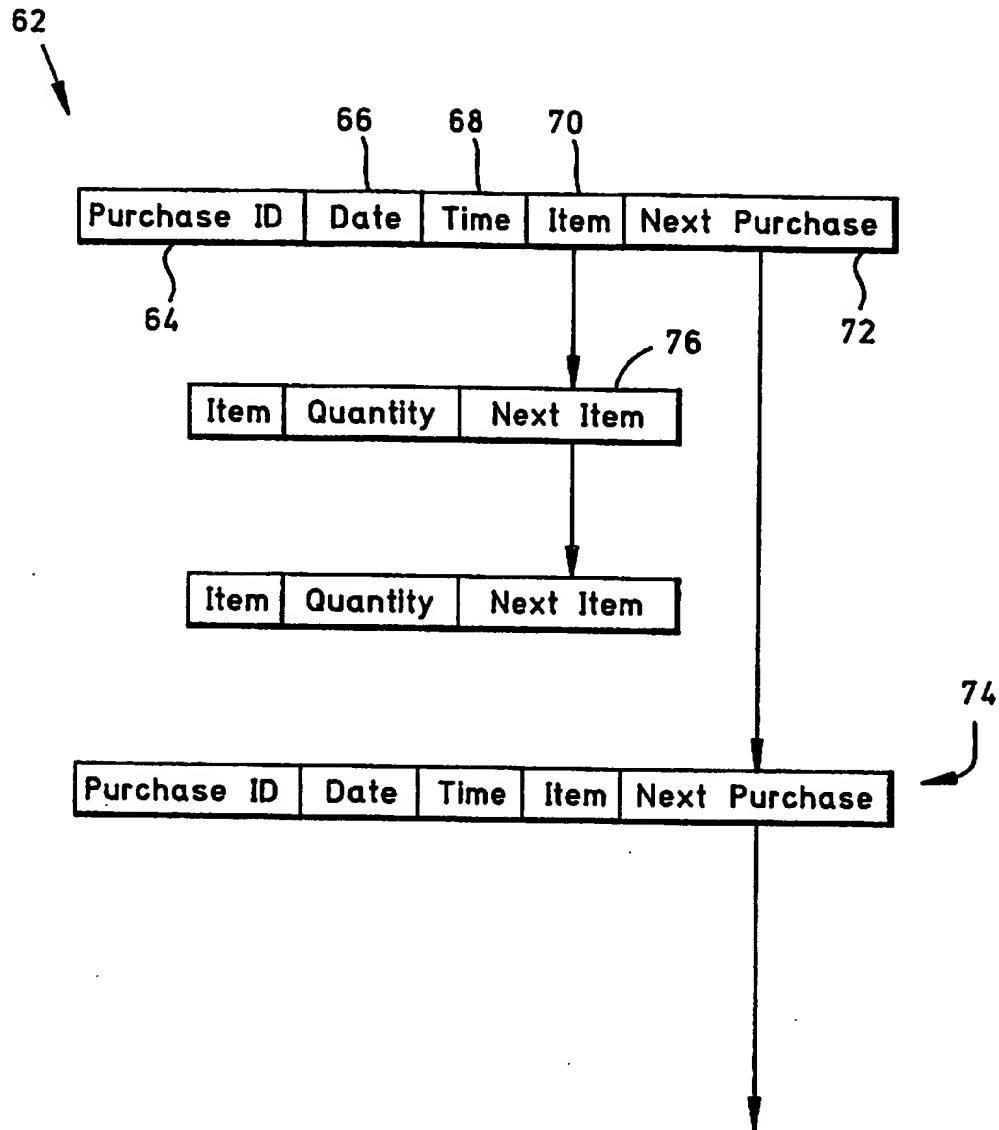 62
66 68 70
Purchase ID Date Time Item Next Purchase
64 72
76
Item Quantity Next Item
Item Quantity Next Item
74
Purchase ID Date Time Item Next Purchase